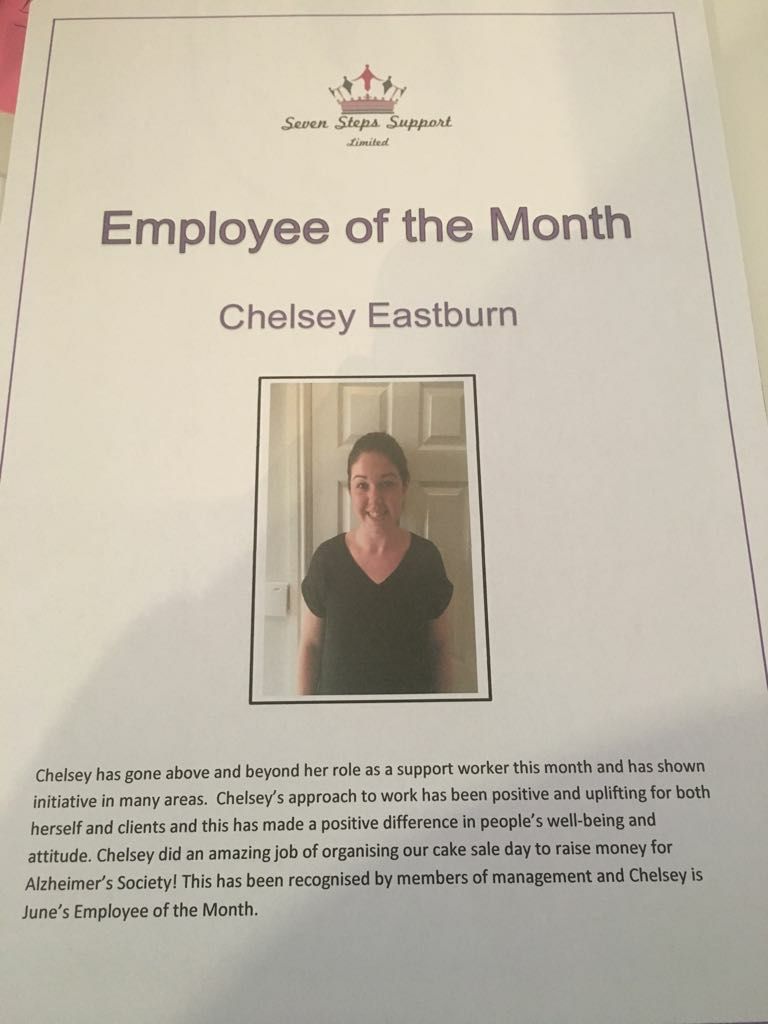 Seven Steps Support
Limited
Employee of the Month
Chelsey Eastburn
Chelsey has gone above and beyond her role as a support worker this month and has shown
initiative in many areas.  Chelsey's approach to work has been positive and uplifting for both
herself and clients and this has made a positive difference in people's well-being and
attitude. Chelsey did an amazing job of organising our cake sale day to raise money for
Alzheimer's Society! This has been recognised by members of management and Chelsey is
June's Employee of the Month.